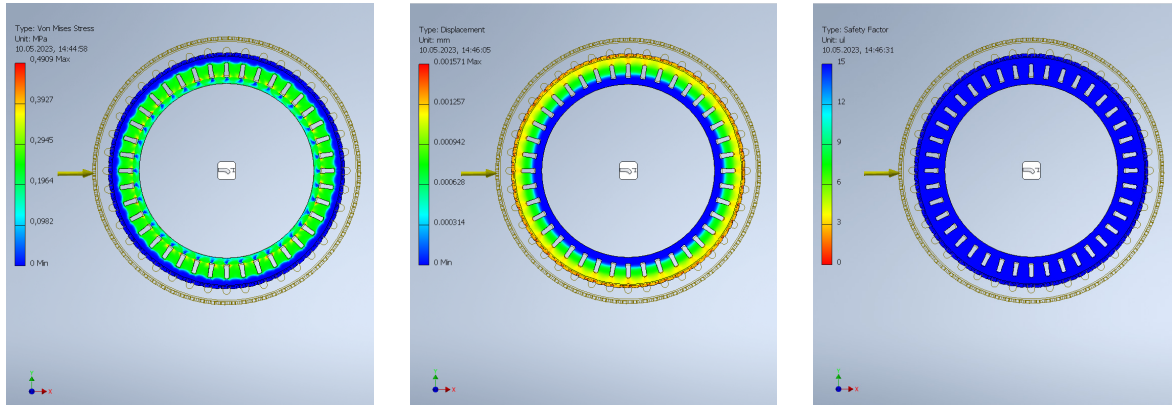 Type: Von Mises Stress
Unit: MPa
10.05.2023, 14:44:58
0,4909 Max
0,3927
0,2945
0,1964
0,0982
0 Min
Y
X
Type: Displacement
Unit: mm
10.05.2023, 14:46:05
0.001571 Max
0.001257
0.000942
0.000628
0.000314
0 Min
Y
X
Type: Safety Factor
Unit: ul
10.05.2023, 14:46:31
15
12
9
6
3
0
Y
X